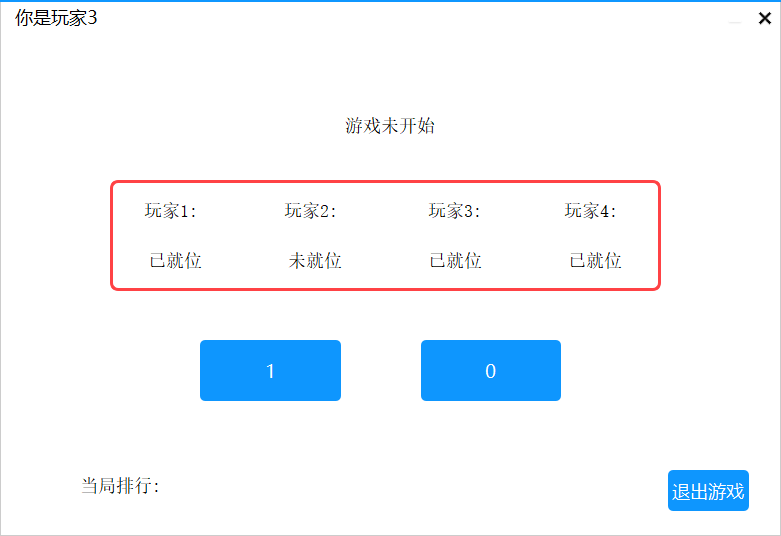 你是玩家3
游戏未开始
玩家1: 玩家2: 玩家3: 玩家4:
已就位 未就位 已就位 已就位
1 0
当局排行:
退出游戏